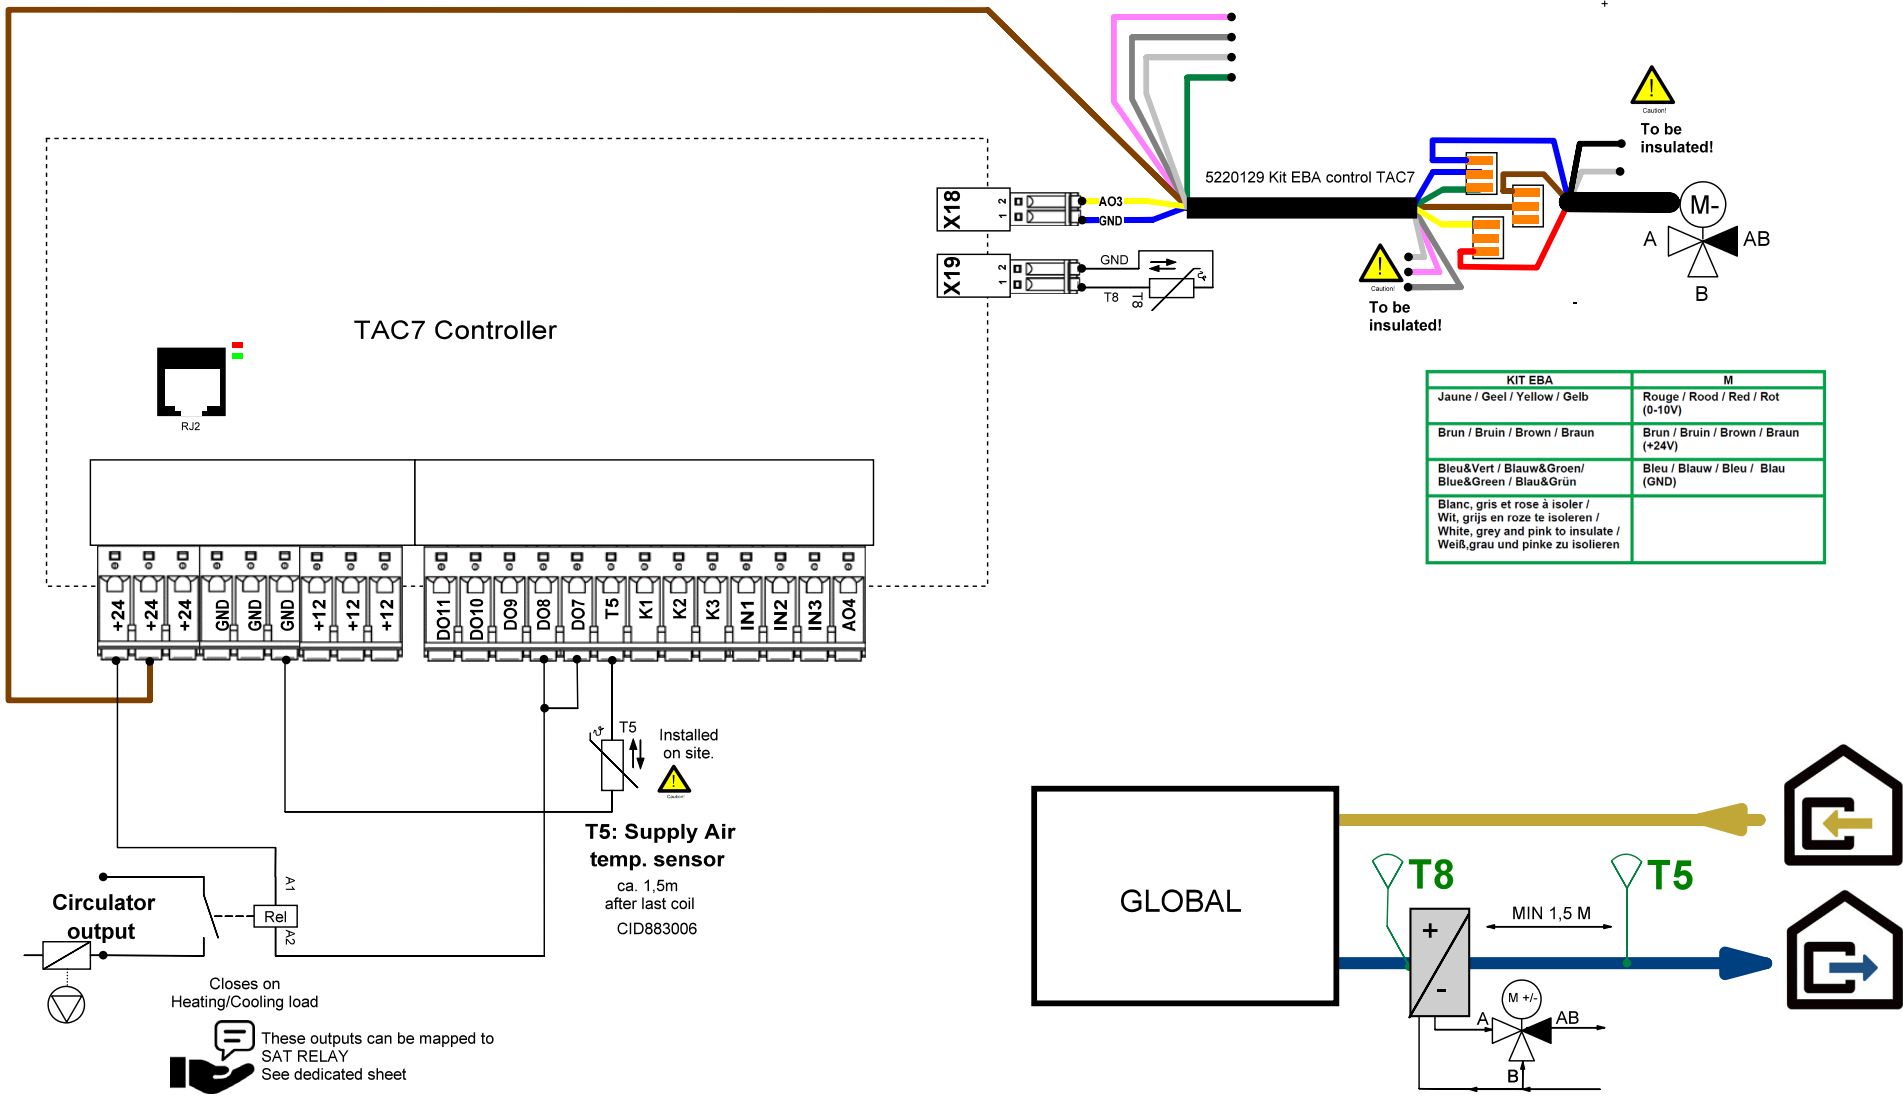 +
Caution!
To be
insulated!
5220129 Kit EBA control TAC7
X18
2
1
AO3
GND
M-
A
AB
B
X19
2
1
GND
T8
T8
Caution!
To be
insulated!
-
TAC7 Controller
RJ2
KIT EBA
M
Jaune / Geel / Yellow / Gelb
Rouge / Rood / Red / Rot
(0-10V)
Brun / Bruin / Brown / Braun
Brun / Bruin / Brown / Braun
(+24V)
Bleu&Vert / Blauw&Groen/
Blue&Green / Blau&Grün
Bleu / Blauw / Bleu / Blau
(GND)
Blanc, gris et rose à isoler /
Wit, grijs en roze te isoleren /
White, grey and pink to insulate /
Weiß,grau und pinke zu isolieren
+24
+24
+24
GND
GND
GND
+12
+12
+12
DO11
DO10
DO9
DO8
DO7
T5
K1
K2
K3
IN1
IN2
IN3
AO4
T5
Installed
on site.
Caution!
T5: Supply Air
temp. sensor
ca. 1,5m
after last coil
CID883006
A1
Rel
A2
Circulator
output
Closes on
Heating/Cooling load
These outputs can be mapped to
SAT RELAY
See dedicated sheet
GLOBAL
T8
T5
MIN 1,5 M
+
-
M +/-
A
AB
B